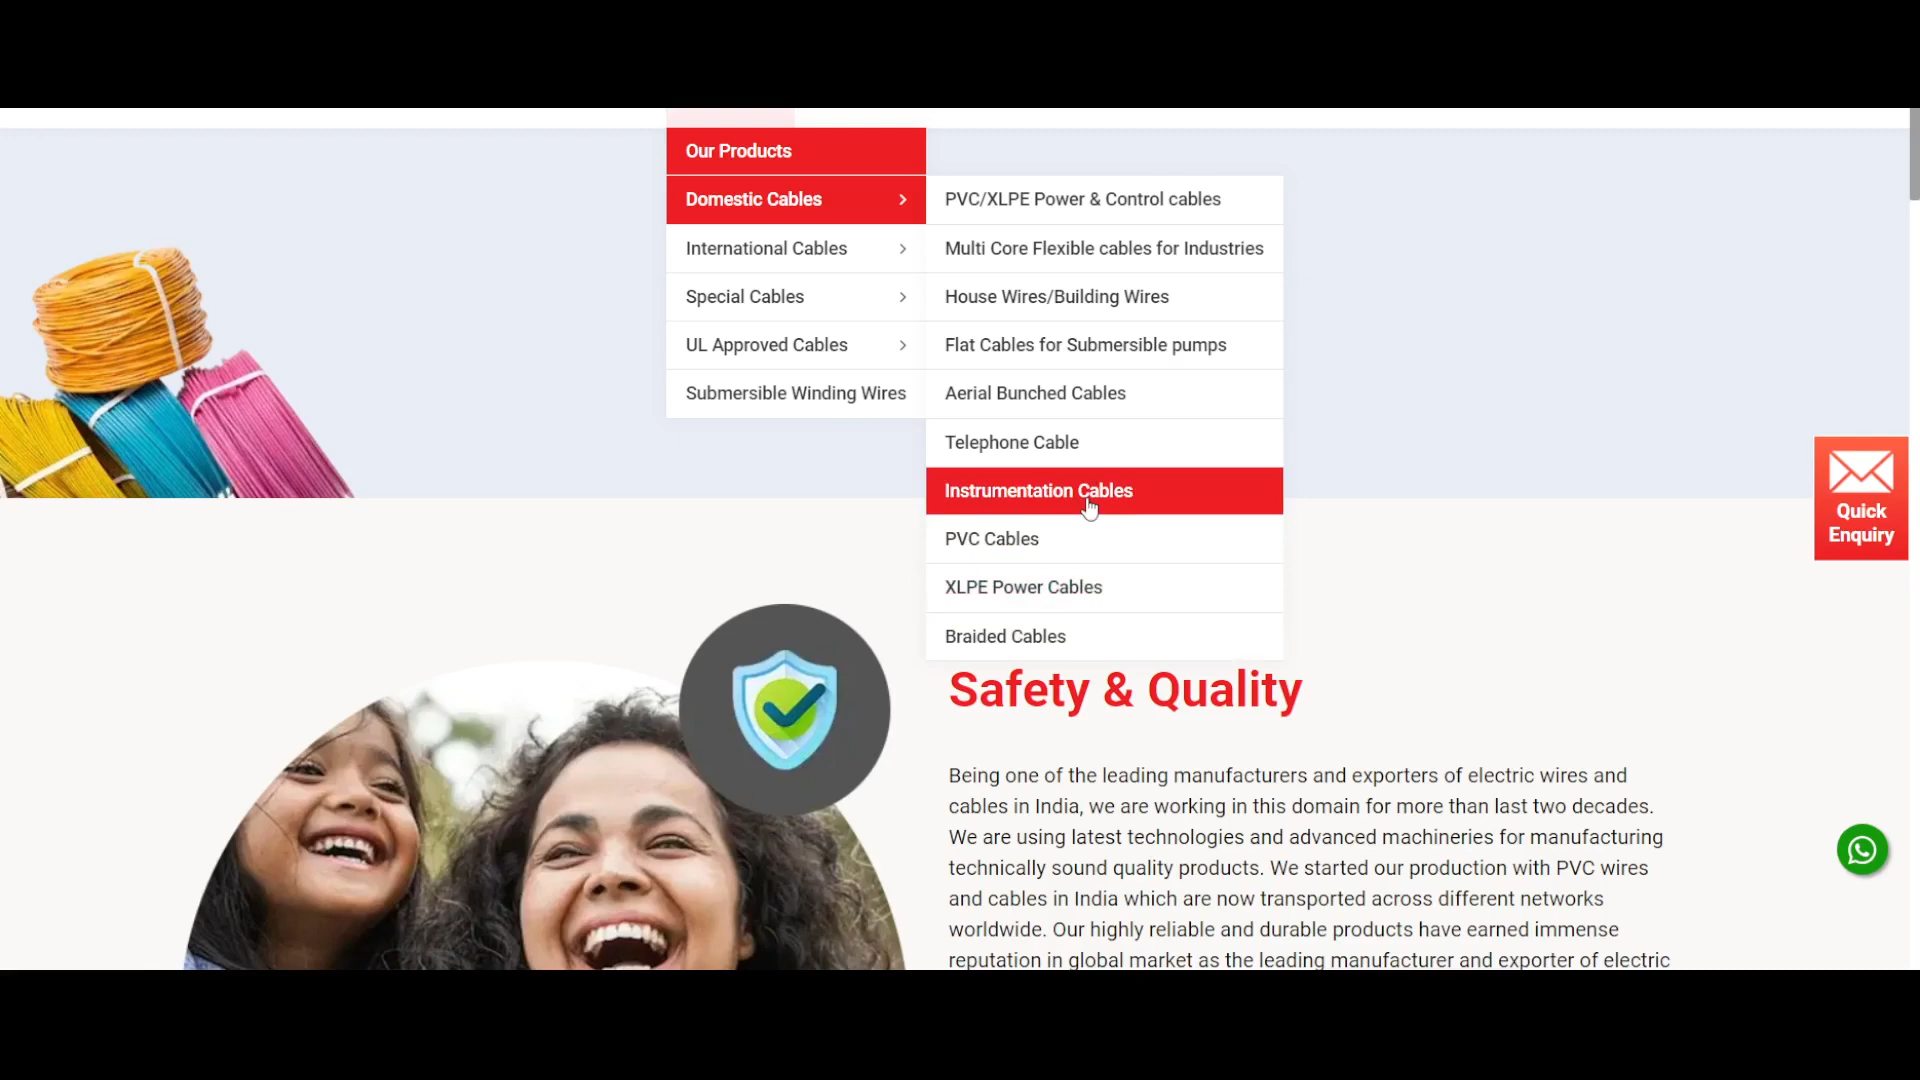 Our Products
Domestic Cables
International Cables
Special Cables
UL Approved Cables
Submersible Winding Wires
PVC/XLPE Power & Control cables
Multi Core Flexible cables for Industries
House Wires/Building Wires
Flat Cables for Submersible pumps
Aerial Bunched Cables
Telephone Cable
Instrumentation Cables
PVC Cables
XLPE Power Cables
Braided Cables
Quick
Enquiry
Safety & Quality
Being one of the leading manufacturers and exporters of electric wires and
cables in India, we are working in this domain for more than last two decades.
We are using latest technologies and advanced machineries for manufacturing
technically sound quality products. We started our production with PVC wires
and cables in India which are now transported across different networks
worldwide. Our highly reliable and durable products have earned immense
reputation in global market as the leading manufacturer and exporter of electric